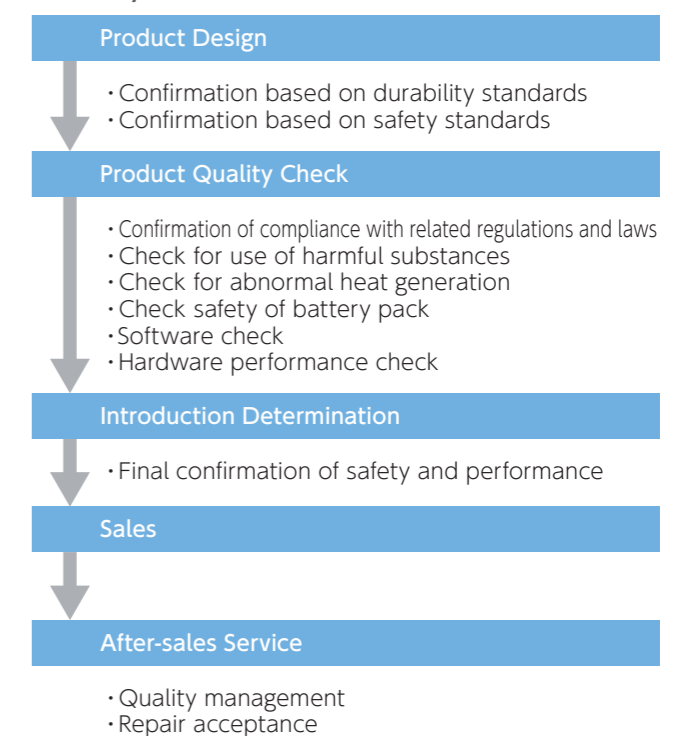 Product Design
・Confirmation based on durability standards
・Confirmation based on safety standards
Product Quality Check
・Confirmation of compliance with related regulations and laws
・Check for use of harmful substances
・Check for abnormal heat generation
・Check safety of battery pack
・Software check
・Hardware performance check
Introduction Determination
・Final confirmation of safety and performance
Sales
After-sales Service
・Quality management
・Repair acceptance